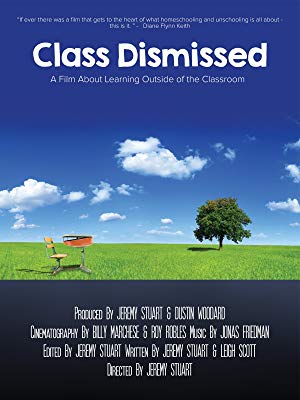 "If ever there was a film that gets to the heart of what homeschooling and unschooling is all about -
this is it." - Diane Flynn Keith
Class Dismissed
A Film About Learning Outside of the Classroom
Produced By Jeremy Stuart & Dustin Woodard
Cinematography By Billy Marchese & Roy Robles Music By Jonas Friedman
Edited By Jeremy Stuart Written By Jeremy Stuart & Leigh Scott
Directed By Jeremy Stuart